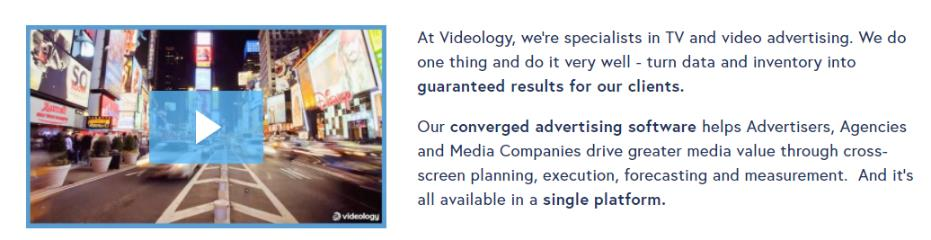 At Videology, we're specialists in TV and video advertising. We do
one thing and do it very well - turn data and inventory into
guaranteed results for our clients.
Our converged advertising software helps Advertisers, Agencies
and Media Companies drive greater media value through cross-
screen planning, execution, forecasting and measurement.  And it's
all available in a single platform.
Disney
videology